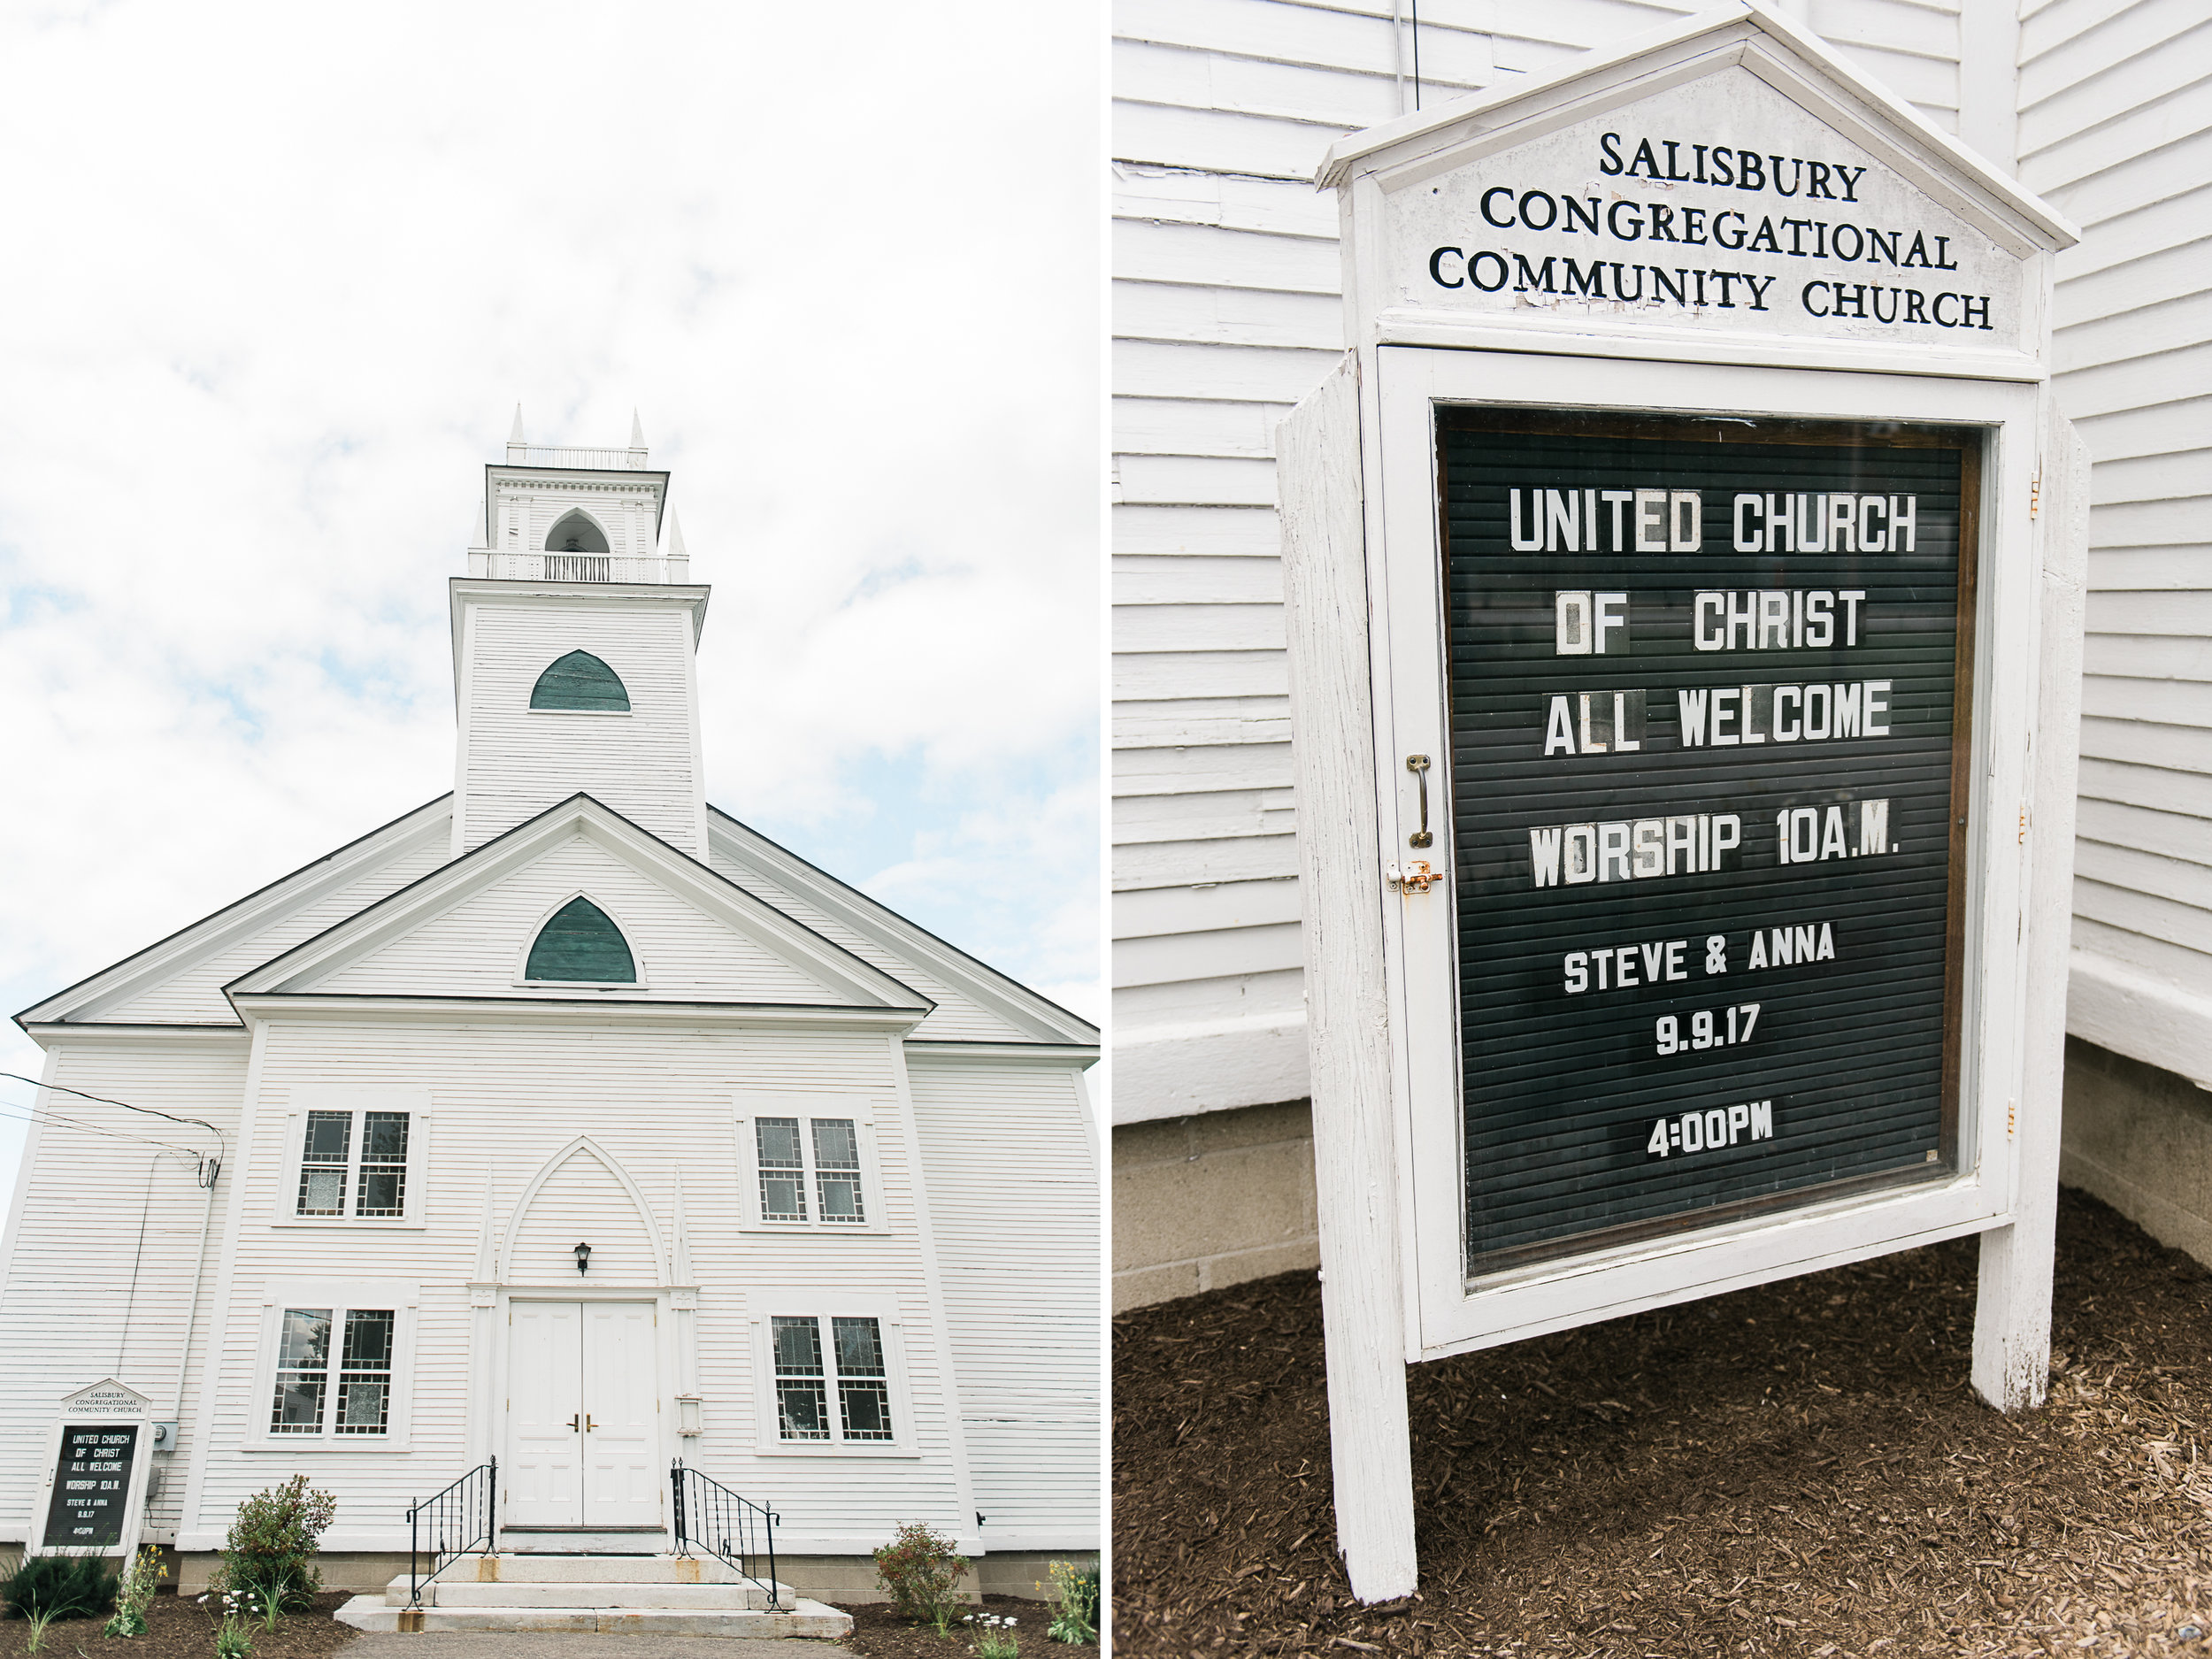 SALISBURY
CONGREGATIONAL
COMMUNITY CHURCH
UNITED CHURCH
OF CHRIST
ALL WELCOME
WORSHIP 10A.M.
STEVE & ANNA
9.9.17
4:00PM
SALISBURY
CONGREGATIONAL
COMMUNITY CHURCH
UNITED CHURCH
OF CHRIST
ALL WELCOME
WORSHIP 10A.M.
STEVE & ANNA
9.9.17
4:00PM